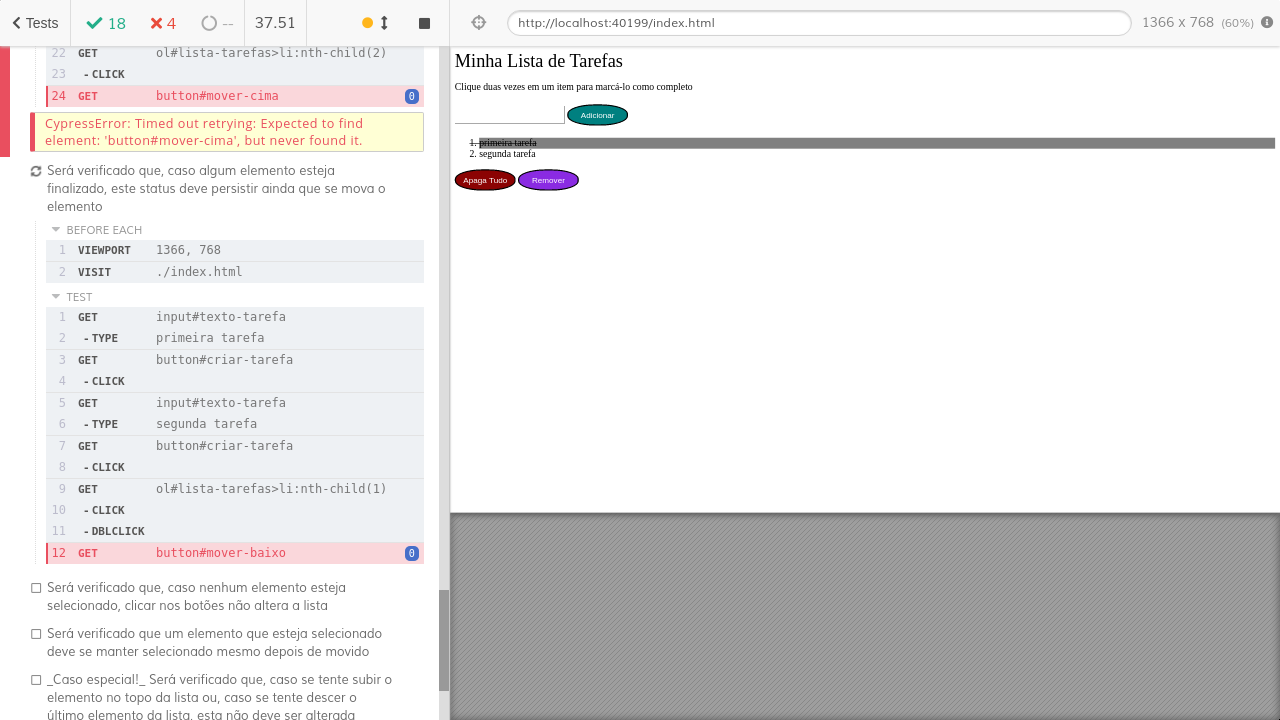 Tests
18
4
--
37.51
http://localhost:40199/index.html
1366 x 768 (60%)
22 GET ol#lista-tarefas>li:nth-child(2)
23 - CLICK
24 GET button#mover-cima 0
CypressError: Timed out retrying: Expected to find
element: 'button#mover-cima', but never found it.
Será verificado que, caso algum elemento esteja
finalizado, este status deve persistir ainda que se mova o
elemento
BEFORE EACH
1 VIEWPORT 1366, 768
2 VISIT ./index.html
TEST
1 GET input#texto-tarefa
2 - TYPE primeira tarefa
3 GET button#criar-tarefa
4 - CLICK
5 GET input#texto-tarefa
6 - TYPE segunda tarefa
7 GET button#criar-tarefa
8 - CLICK
9 GET ol#lista-tarefas>li:nth-child(1)
10 - CLICK
11 - DBLCLICK
12 GET button#mover-baixo 0
Será verificado que, caso nenhum elemento esteja
selecionado, clicar nos botões não altera a lista
Será verificado que um elemento que esteja selecionado
deve se manter selecionado mesmo depois de movido
_Caso especial!_ Será verificado que, caso se tente subir o
elemento no topo da lista ou, caso se tente descer o
último elemento da lista, esta não deve ser alterada
Minha Lista de Tarefas
Clique duas vezes em um item para marcá-lo como completo
Adicionar
1. primeira tarefa
2. segunda tarefa
Apaga Tudo Remover